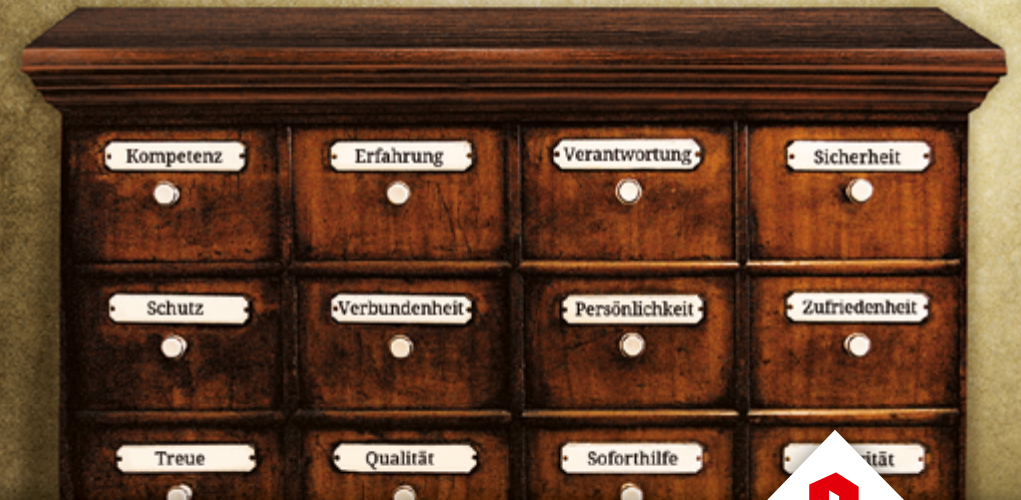 Kompetenz
Erfahrung
Verantwortung
Sicherheit
Schutz
Verbundenheit
Persönlichkeit
Zufriedenheit
Treue
Qualität
Soforthilfe